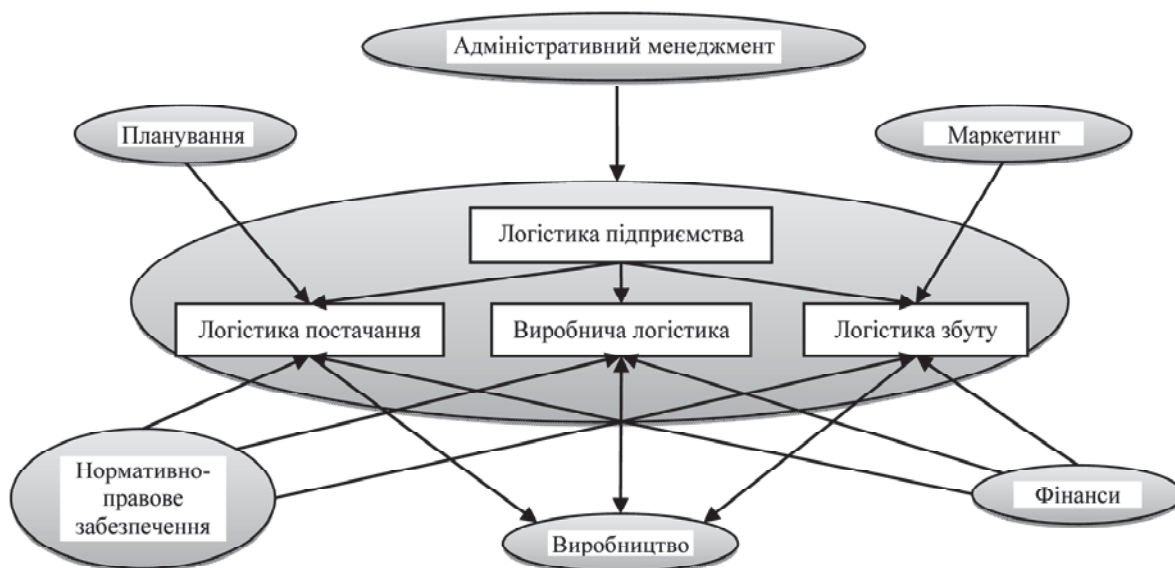 Адміністративний менеджмент
Планування
Маркетинг
Логістика підприємства
Логістика постачання
Виробнича логістика
Логістика збуту
Нормативно-
правове
забезпечення
Фінанси
Виробництво